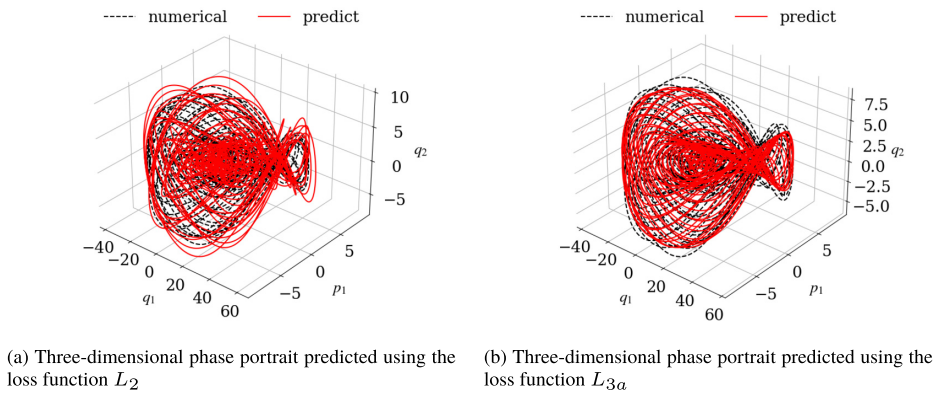 numerical predict
10
5
q2
0
−5
−40
−20
0
20
40
60
q1
−5
0
5
p1
numerical predict
7.5
5.0
2.5 q2
0.0
−2.5
−5.0
−40
−20
0
20
40
60
q1
−5
0
5
p1
(a) Three-dimensional phase portrait predicted using the
loss function L2
(b) Three-dimensional phase portrait predicted using the
loss function L3a